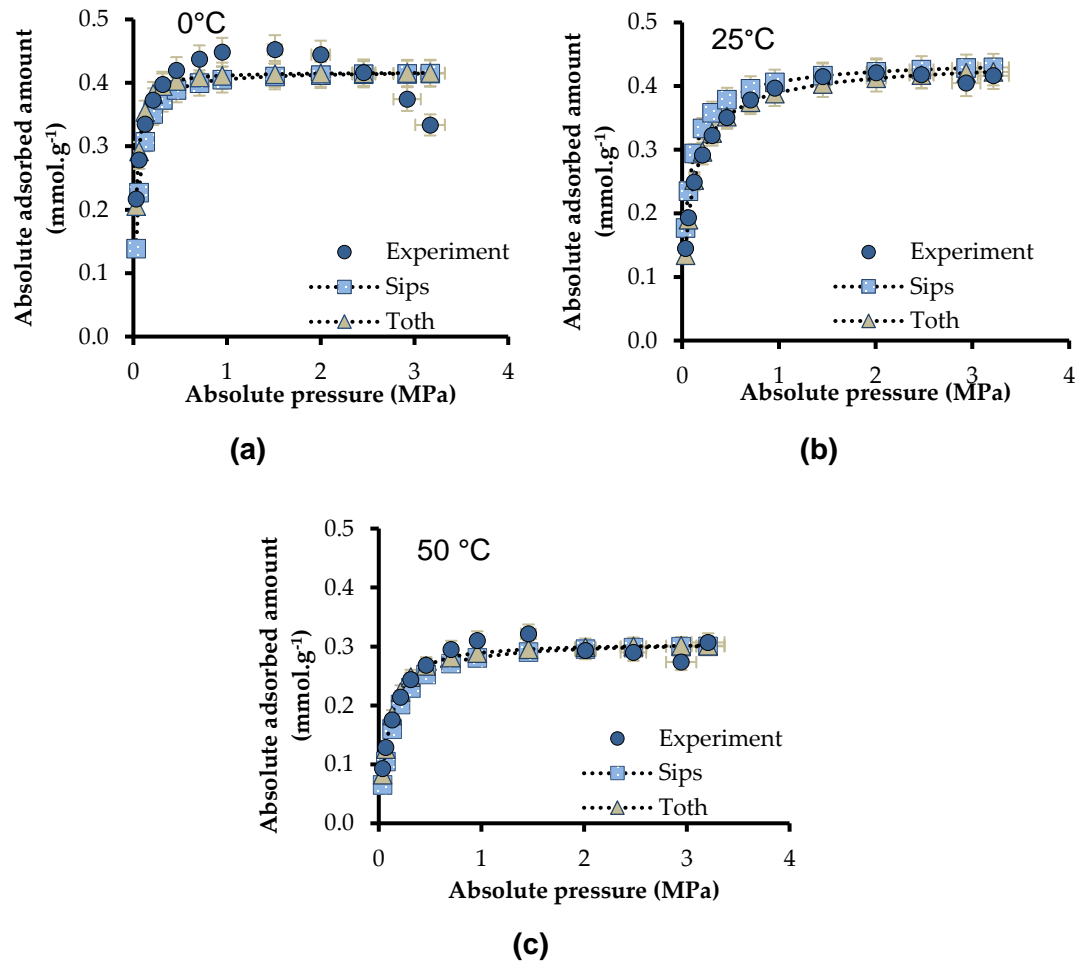 0°C
Absolute adsorbed amount
(mmol.g⁻¹)
0.5
0.4
0.3
0.2
0.1
0.0
Experiment
Sips
Toth
0 1 2 3 4
Absolute pressure (MPa)
(a)
25°C
Absolute adsorbed amount
(mmol.g⁻¹)
0.5
0.4
0.3
0.2
0.1
0.0
Experiment
Sips
Toth
0 1 2 3 4
Absolute pressure (MPa)
(b)
50 °C
Absolute adsorbed amount
(mmol.g⁻¹)
0.5
0.4
0.3
0.2
0.1
0.0
Experiment
Sips
Toth
0 1 2 3 4
Absolute pressure (MPa)
(c)